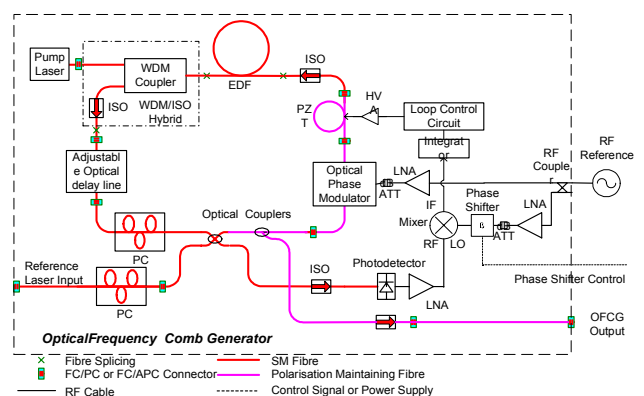 Pump
Laser
WDM
Coupler
ISO
WDM/ISO
Hybrid
EDF
ISO
PZ
T
HV
A
Loop Control
Circuit
Integrat
or
RF
Reference
RF
Couple
r
Adjustabl
e Optical
delay line
Optical
Phase
Modulator
LNA
ATT
IF
Phase
Shifter
LNA
Mixer
ß
ATT
RF
LO
Optical Couplers
PC
ISO
Photodetector
LNA
Phase Shifter Control
Reference
Laser Input
PC
OFCG
Output
OpticalFrequency Comb Generator
Fibre Splicing
SM Fibre
FC/PC or FC/APC Connector
Polarisation Maintaining Fibre
RF Cable
Control Signal or Power Supply